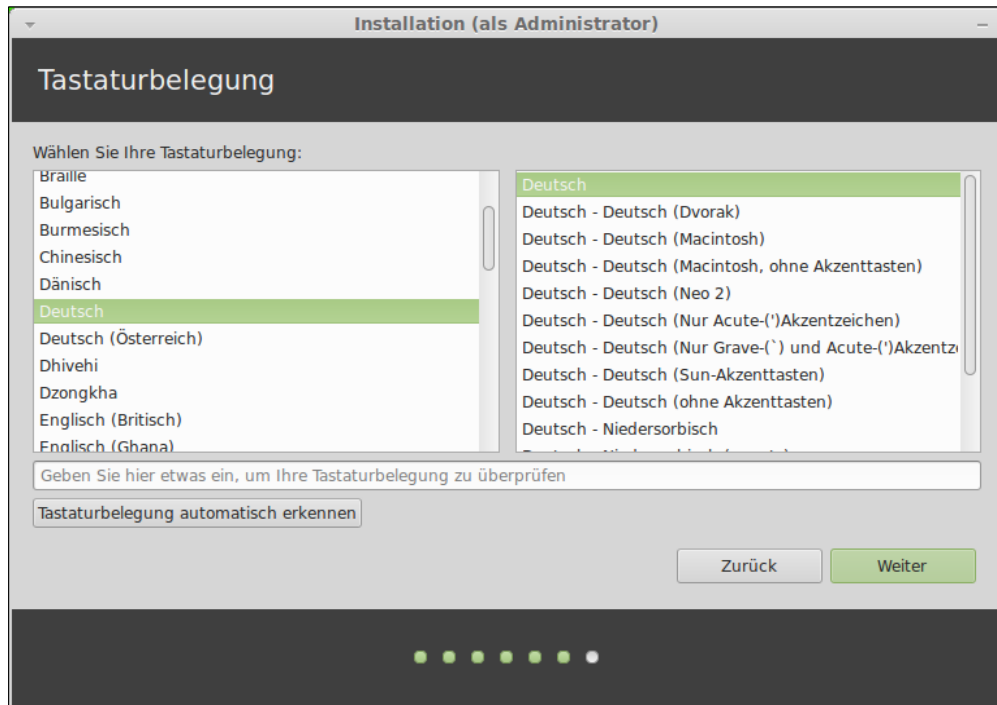 Installation (als Administrator)
Tastaturbelegung
Wählen Sie Ihre Tastaturbelegung:
Braille
Bulgarisch
Burmesisch
Chinesisch
Dänisch
Deutsch
Deutsch (Österreich)
Dhivehi
Dzongkha
Englisch (Britisch)
Englisch (Ghana)
Deutsch
Deutsch - Deutsch (Dvorak)
Deutsch - Deutsch (Macintosh)
Deutsch - Deutsch (Macintosh, ohne Akzenttasten)
Deutsch - Deutsch (Neo 2)
Deutsch - Deutsch (Nur Acute-(')Akzentzeichen)
Deutsch - Deutsch (Nur Grave-(`) und Acute-(')Akzentz
Deutsch - Deutsch (Sun-Akzenttasten)
Deutsch - Deutsch (ohne Akzenttasten)
Deutsch - Niedersorbisch
Geben Sie hier etwas ein, um Ihre Tastaturbelegung zu überprüfen
Tastaturbelegung automatisch erkennen
Zurück
Weiter